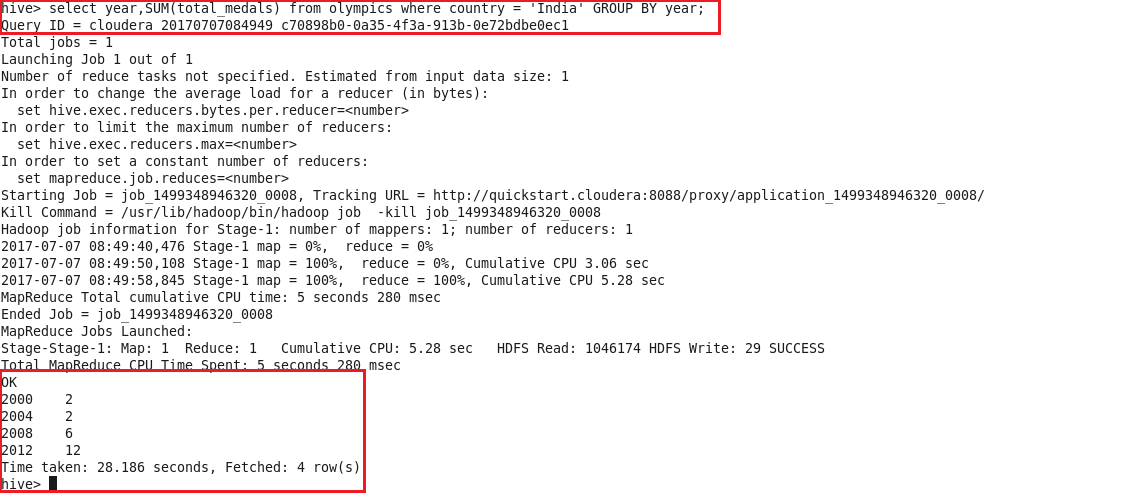 hive> select year,SUM(total_medals) from olympics where country = 'India' GROUP BY year;
Query ID = cloudera_20170707084949_c70898b0-0a35-4f3a-913b-0e72bdbe0ec1
Total jobs = 1
Launching Job 1 out of 1
Number of reduce tasks not specified. Estimated from input data size: 1
In order to change the average load for a reducer (in bytes):
  set hive.exec.reducers.bytes.per.reducer=<number>
In order to limit the maximum number of reducers:
  set hive.exec.reducers.max=<number>
In order to set a constant number of reducers:
  set mapreduce.job.reduces=<number>
Starting Job = job_1499348946320_0008, Tracking URL = http://quickstart.cloudera:8088/proxy/application_1499348946320_0008/
Kill Command = /usr/lib/hadoop/bin/hadoop job  -kill job_1499348946320_0008
Hadoop job information for Stage-1: number of mappers: 1; number of reducers: 1
2017-07-07 08:49:40,476 Stage-1 map = 0%,  reduce = 0%
2017-07-07 08:49:50,108 Stage-1 map = 100%,  reduce = 0%, Cumulative CPU 3.06 sec
2017-07-07 08:49:58,845 Stage-1 map = 100%,  reduce = 100%, Cumulative CPU 5.28 sec
MapReduce Total cumulative CPU time: 5 seconds 280 msec
Ended Job = job_1499348946320_0008
MapReduce Jobs Launched:
Stage-Stage-1: Map: 1  Reduce: 1   Cumulative CPU: 5.28 sec   HDFS Read: 1046174 HDFS Write: 29 SUCCESS
Total MapReduce CPU Time Spent: 5 seconds 280 msec
OK
2000    2
2004    2
2008    6
2012    12
Time taken: 28.186 seconds, Fetched: 4 row(s)
hive>